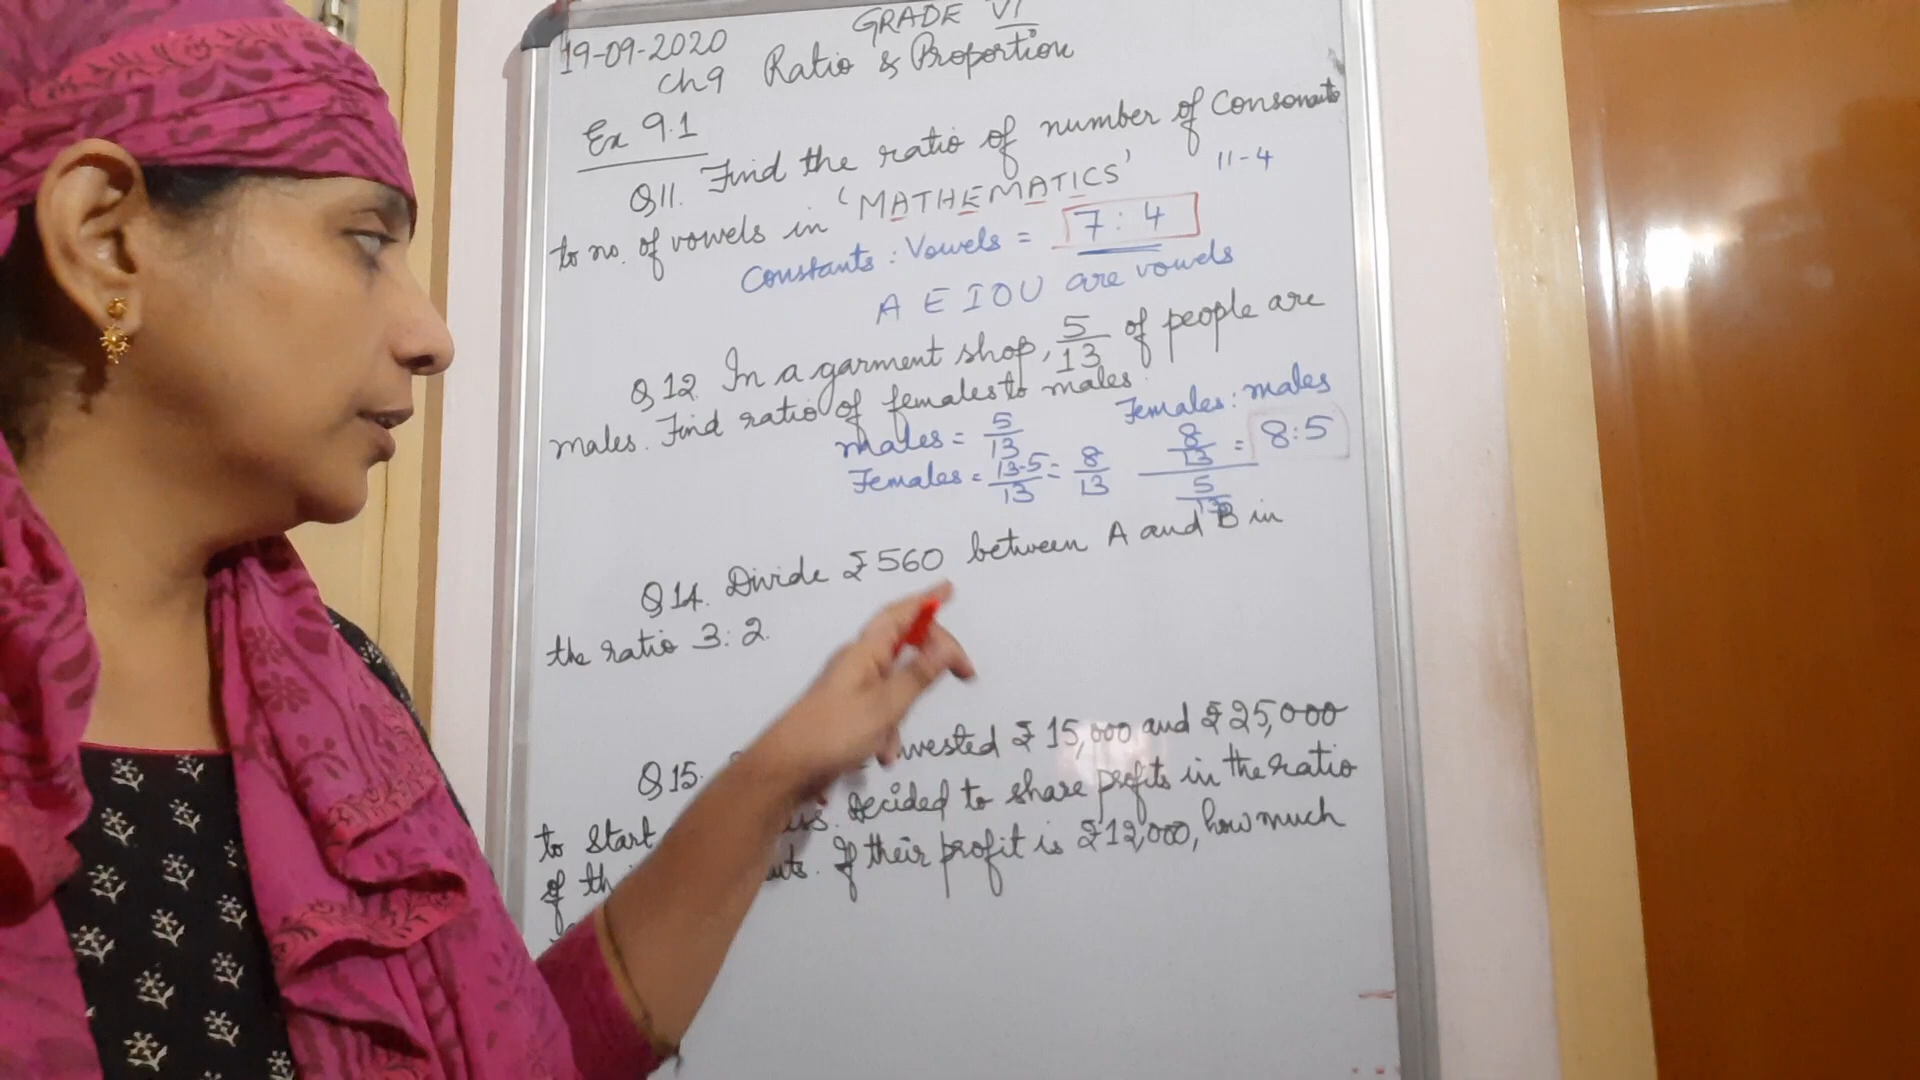 GRADE VI
19-09-2020
Ch 9 Ratio & Proportion
Ex 9.1
Q11. Find the ratio of number of Consonants
to no. of vowels in 'MATHEMATICS'
11-4
Constants : Vowels = 7 : 4
A E I O U are vowels
Q12. In a garment shop, 5/13 of people are
males. Find ratio of females to males.
males = 5/13
Females = 13-5/13 = 8/13
Females : males
8/13 / 5/13 = 8:5
Q14. Divide ₹560 between A and B in
the ratio 3:2.
Q15. invested ₹15,000 and ₹25,000
to start decided to share profits in the ratio
of If their profit is ₹12,000, how much